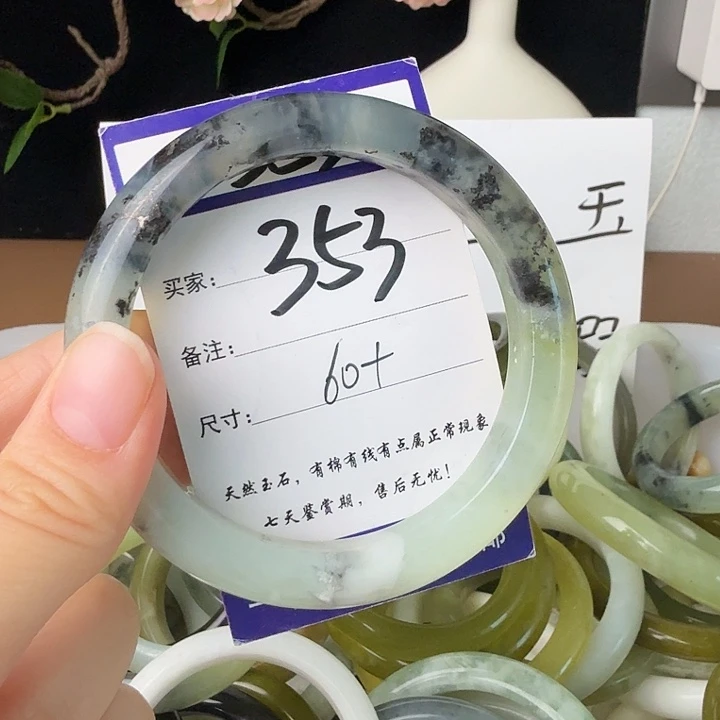 买家: 353
备注:
尺寸: 60+
天然玉石，有棉有线有点属正常现象
七天鉴赏期，售后无忧!